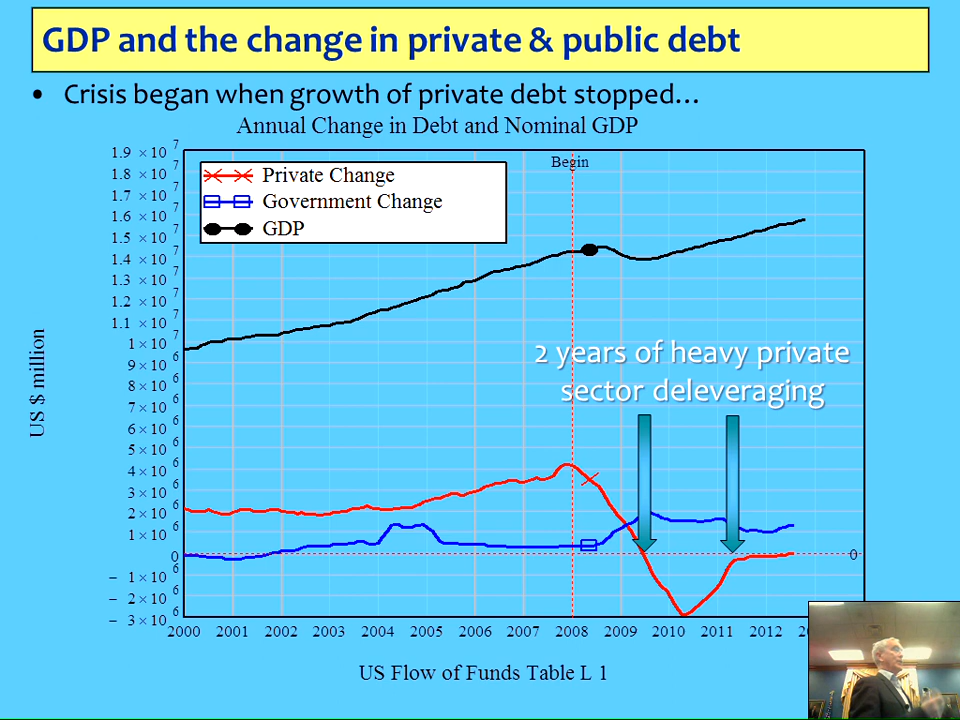 GDP and the change in private & public debt
• Crisis began when growth of private debt stopped…
Annual Change in Debt and Nominal GDP
1.9 × 10 7
1.8 × 10 7
1.7 × 10 7
1.6 × 10 7
1.5 × 10 7
1.4 × 10 7
1.3 × 10 7
1.2 × 10 7
1.1 × 10 7
1 × 10 7
9 × 10 6
8 × 10 6
7 × 10 6
6 × 10 6
5 × 10 6
4 × 10 6
3 × 10 6
2 × 10 6
1 × 10 6
0
– 1 × 10 6
– 2 × 10 6
– 3 × 10 6
US $ million
Private Change
Government Change
GDP
Begin
2 years of heavy private
sector deleveraging
0
2000 2001 2002 2003 2004 2005 2006 2007 2008 2009 2010 2011 2012
US Flow of Funds Table L 1